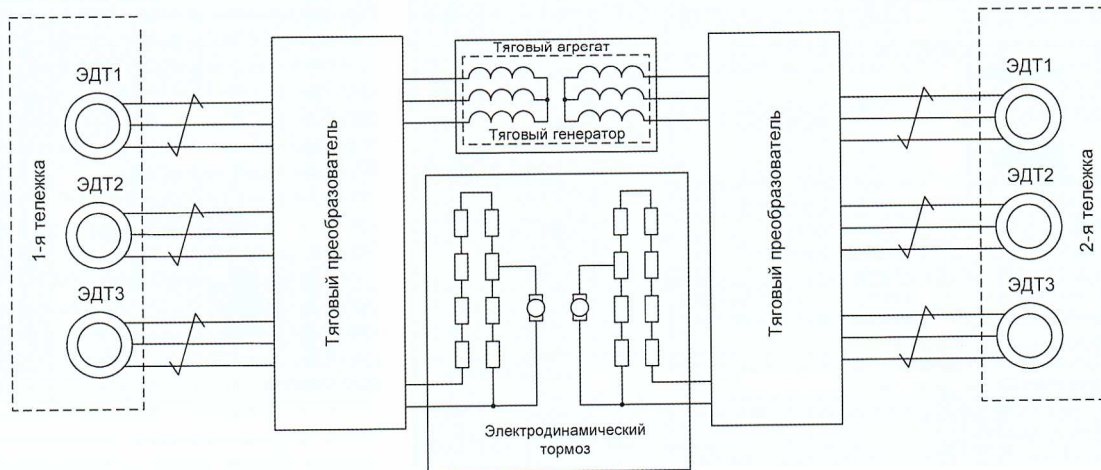 1-я тележка
ЭДТ1
ЭДТ2
ЭДТ3
Тяговый преобразователь
Тяговый агрегат
Тяговый генератор
Электродинамический
тормоз
Тяговый преобразователь
ЭДТ1
ЭДТ2
ЭДТ3
2-я тележка